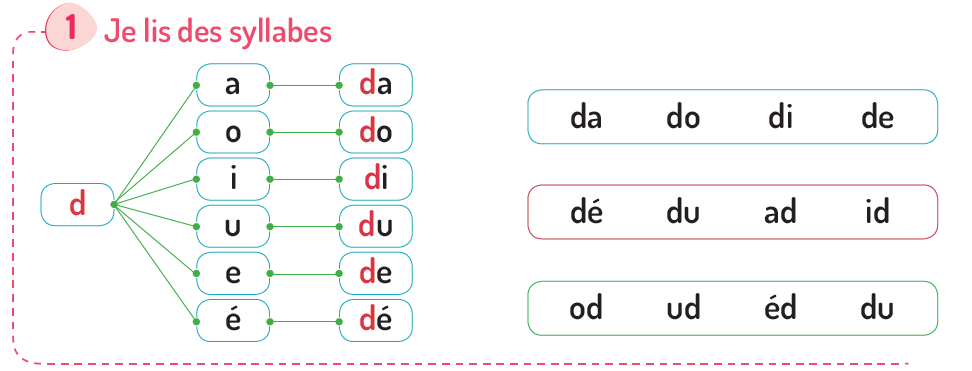 1 Je lis des syllabes
d
a da
o do
i di
u du
e de
é dé
da do di de
dé du ad id
od ud éd du